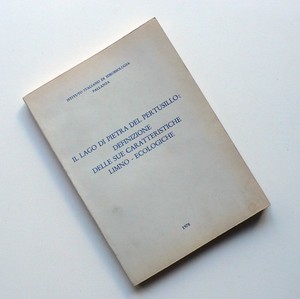 ISTITUTO ITALIANO DI IDROBIOLOGIA
PALLANZA
IL LAGO DI PIETRA DEL PERTUSILLO:
DEFINIZIONE
DELLE SUE CARATTERISTICHE
LIMNO - ECOLOGICHE